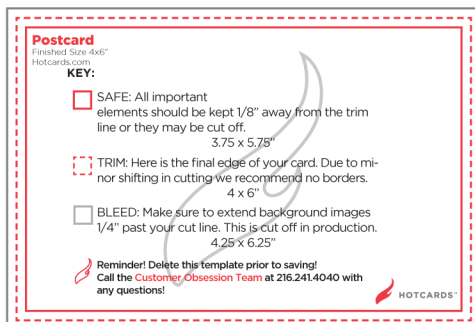 Postcard
Finished Size 4x6"
Hotcards.com
KEY:
SAFE: All important
elements should be kept 1/8" away from the trim
line or they may be cut off.
3.75 x 5.75"
TRIM: Here is the final edge of your card. Due to mi-
nor shifting in cutting we recommend no borders.
4 x 6"
BLEED: Make sure to extend background images
1/4" past your cut line. This is cut off in production.
4.25 x 6.25"
Reminder! Delete this template prior to saving!
Call the Customer Obsession Team at 216.241.4040 with
any questions!
HOTCARDS™